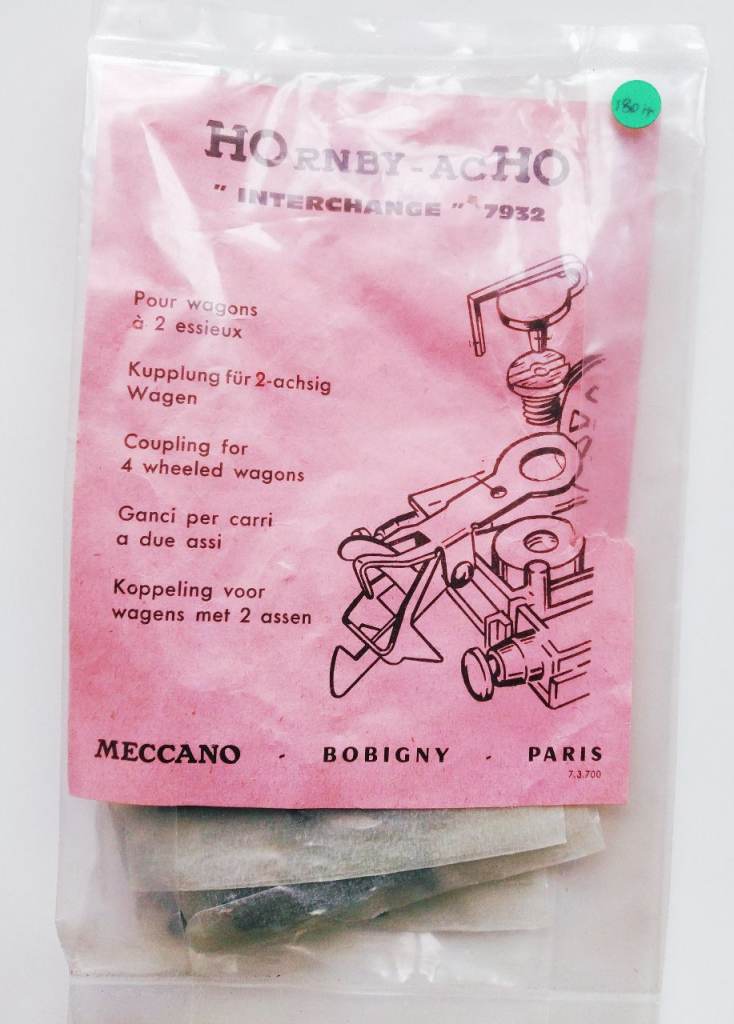 HORNBY-ACHO
" INTERCHANGE " 7932
Pour wagons
à 2 essieux
Kupplung für 2-achsig
Wagen
Coupling for
4 wheeled wagons
Ganci per carri
a due assi
Koppeling voor
wagens met 2 assen
MECCANO - BOBIGNY - PARIS
7.3.700